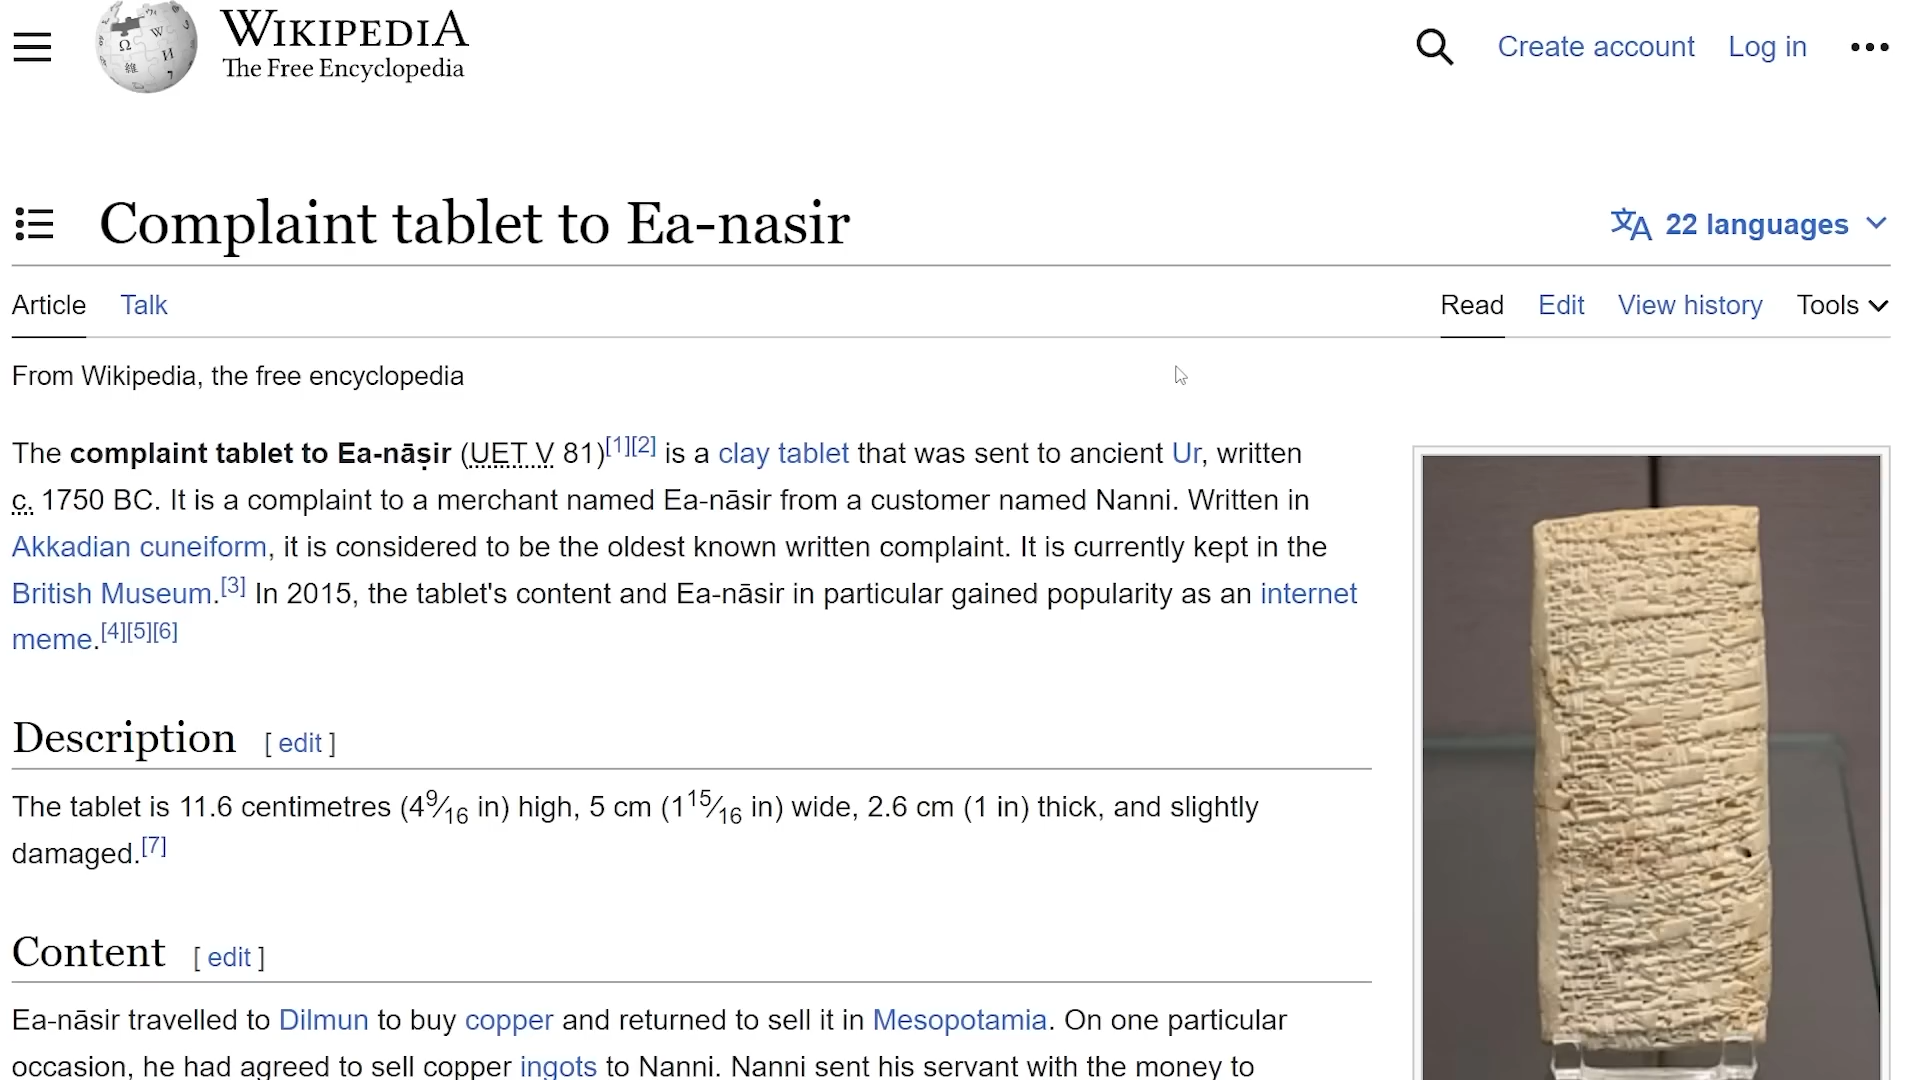 WIKIPEDIA
The Free Encyclopedia
Create account Log in
Complaint tablet to Ea-nasir
22 languages
Article Talk
Read Edit View history Tools
From Wikipedia, the free encyclopedia
The complaint tablet to Ea-nāṣir (UET V 81)[1][2] is a clay tablet that was sent to ancient Ur, written
c. 1750 BC. It is a complaint to a merchant named Ea-nāsir from a customer named Nanni. Written in
Akkadian cuneiform, it is considered to be the oldest known written complaint. It is currently kept in the
British Museum.[3] In 2015, the tablet's content and Ea-nāsir in particular gained popularity as an internet
meme.[4][5][6]
Description [ edit ]
The tablet is 11.6 centimetres (4 9⁄16 in) high, 5 cm (1 15⁄16 in) wide, 2.6 cm (1 in) thick, and slightly
damaged.[7]
Content [ edit ]
Ea-nāsir travelled to Dilmun to buy copper and returned to sell it in Mesopotamia. On one particular
occasion, he had agreed to sell copper ingots to Nanni. Nanni sent his servant with the money to